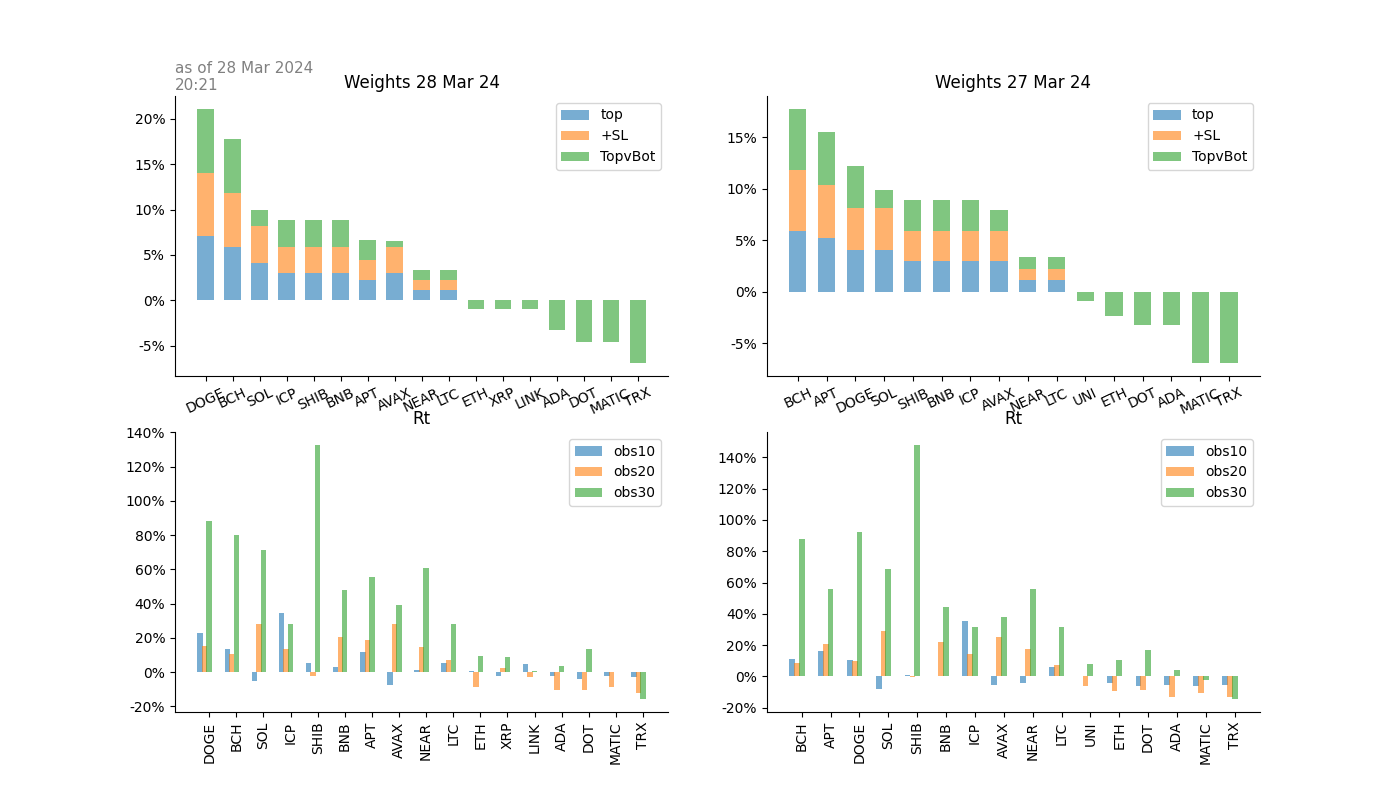 as of 28 Mar 2024
20:21
Weights 28 Mar 24
20%
15%
10%
5%
0%
-5%
top
+SL
TopvBot
DOGE BCH SOL ICP SHIB BNB APT AVAX NEAR LTC ETH XRP LINK ADA DOT MATIC TRX
Weights 27 Mar 24
15%
10%
5%
0%
-5%
top
+SL
TopvBot
BCH APT DOGE SOL SHIB BNB ICP AVAX NEAR LTC UNI ETH DOT ADA MATIC TRX
Rt
140%
120%
100%
80%
60%
40%
20%
0%
-20%
obs10
obs20
obs30
DOGE BCH SOL ICP SHIB BNB APT AVAX NEAR LTC ETH XRP LINK ADA DOT MATIC TRX
Rt
140%
120%
100%
80%
60%
40%
20%
0%
-20%
obs10
obs20
obs30
BCH APT DOGE SOL SHIB BNB ICP AVAX NEAR LTC UNI ETH DOT ADA MATIC TRX